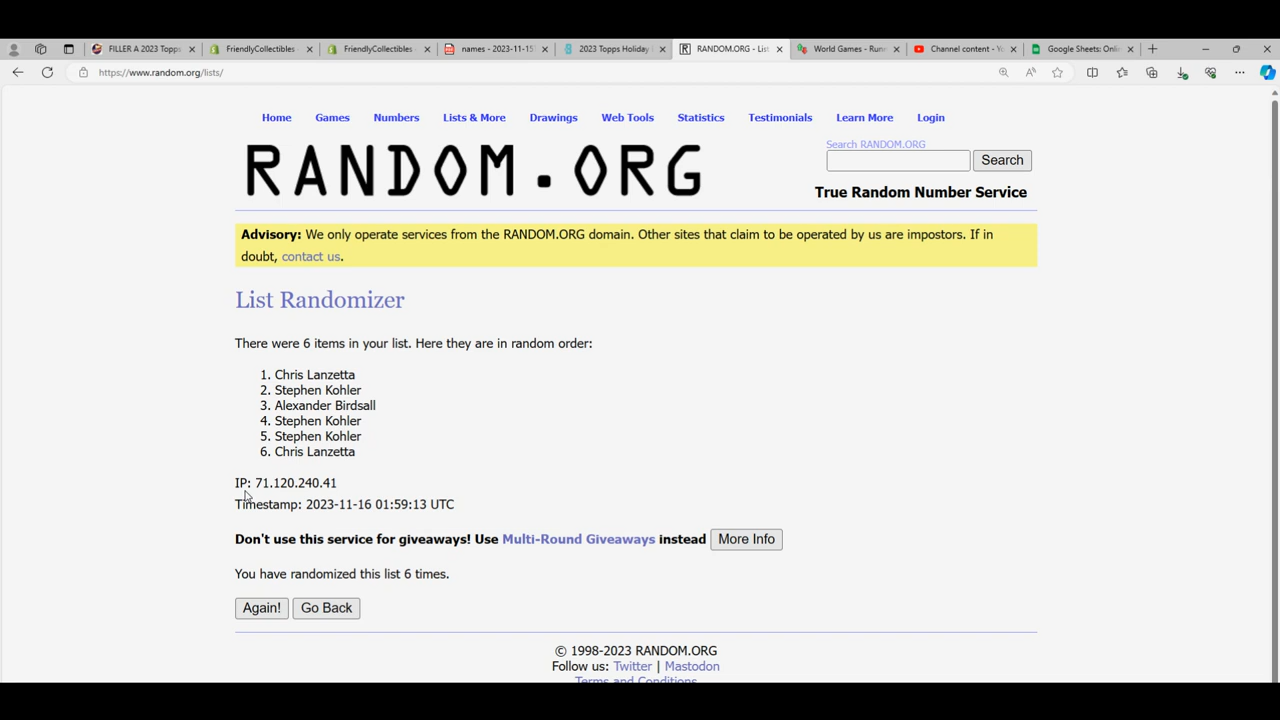 FILLER A 2023 Topps
FriendlyCollectibles
FriendlyCollectibles
names - 2023-11-15
2023 Topps Holiday
RANDOM.ORG - List
World Games - Runn
Channel content - Yo
Google Sheets: Onli
https://www.random.org/lists/
Home Games Numbers Lists & More Drawings Web Tools Statistics Testimonials Learn More Login
RANDOM.ORG
Search RANDOM.ORG
Search
True Random Number Service
Advisory: We only operate services from the RANDOM.ORG domain. Other sites that claim to be operated by us are impostors. If in
doubt, contact us.
List Randomizer
There were 6 items in your list. Here they are in random order:
1. Chris Lanzetta
2. Stephen Kohler
3. Alexander Birdsall
4. Stephen Kohler
5. Stephen Kohler
6. Chris Lanzetta
IP: 71.120.240.41
Timestamp: 2023-11-16 01:59:13 UTC
Don't use this service for giveaways! Use Multi-Round Giveaways instead More Info
You have randomized this list 6 times.
Again! Go Back
© 1998-2023 RANDOM.ORG
Follow us: Twitter | Mastodon
Terms and Conditions